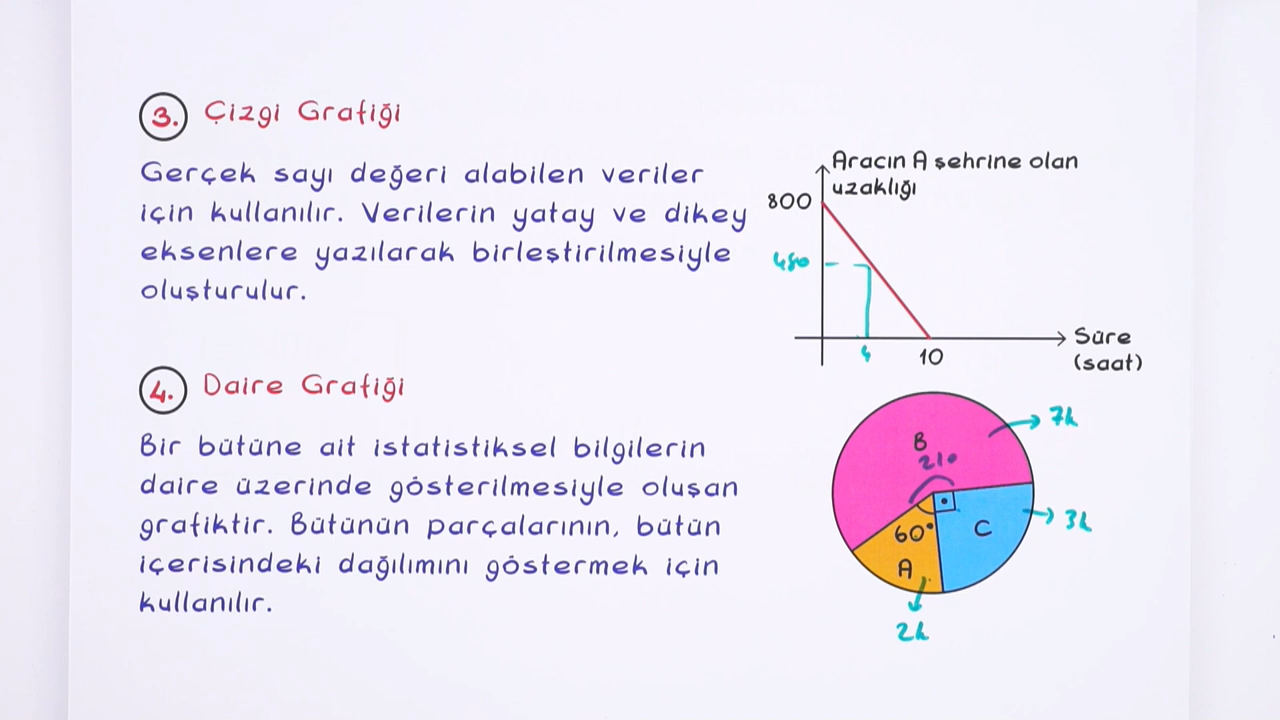 3. Çizgi Grafiği
Gerçek sayı değeri alabilen veriler
için kullanılır. Verilerin yatay ve dikey
eksenlere yazılarak birleştirilmesiyle
oluşturulur.
Aracın A şehrine olan
uzaklığı
800
480
4
10
Süre
(saat)
4. Daire Grafiği
Bir bütüne ait istatistiksel bilgilerin
daire üzerinde gösterilmesiyle oluşan
grafiktir. Bütünün parçalarının, bütün
içerisindeki dağılımını göstermek için
kullanılır.
7k
B
210
3k
C
60°
A
2k